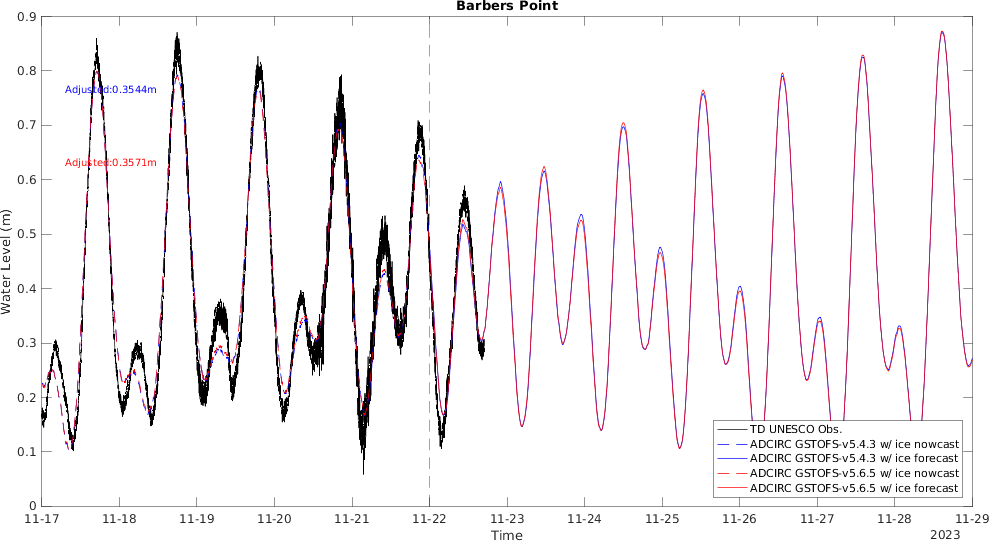 Barbers Point
0.9
0.8
0.7
0.6
0.5
0.4
0.3
0.2
0.1
0
Water Level (m)
Adjusted:0.3544m
Adjusted:0.3571m
TD UNESCO Obs.
ADCIRC GSTOFS-v5.4.3 w/ ice nowcast
ADCIRC GSTOFS-v5.4.3 w/ ice forecast
ADCIRC GSTOFS-v5.6.5 w/ ice nowcast
ADCIRC GSTOFS-v5.6.5 w/ ice forecast
11-17 11-18 11-19 11-20 11-21 11-22 11-23 11-24 11-25 11-26 11-27 11-28 11-29
Time
2023